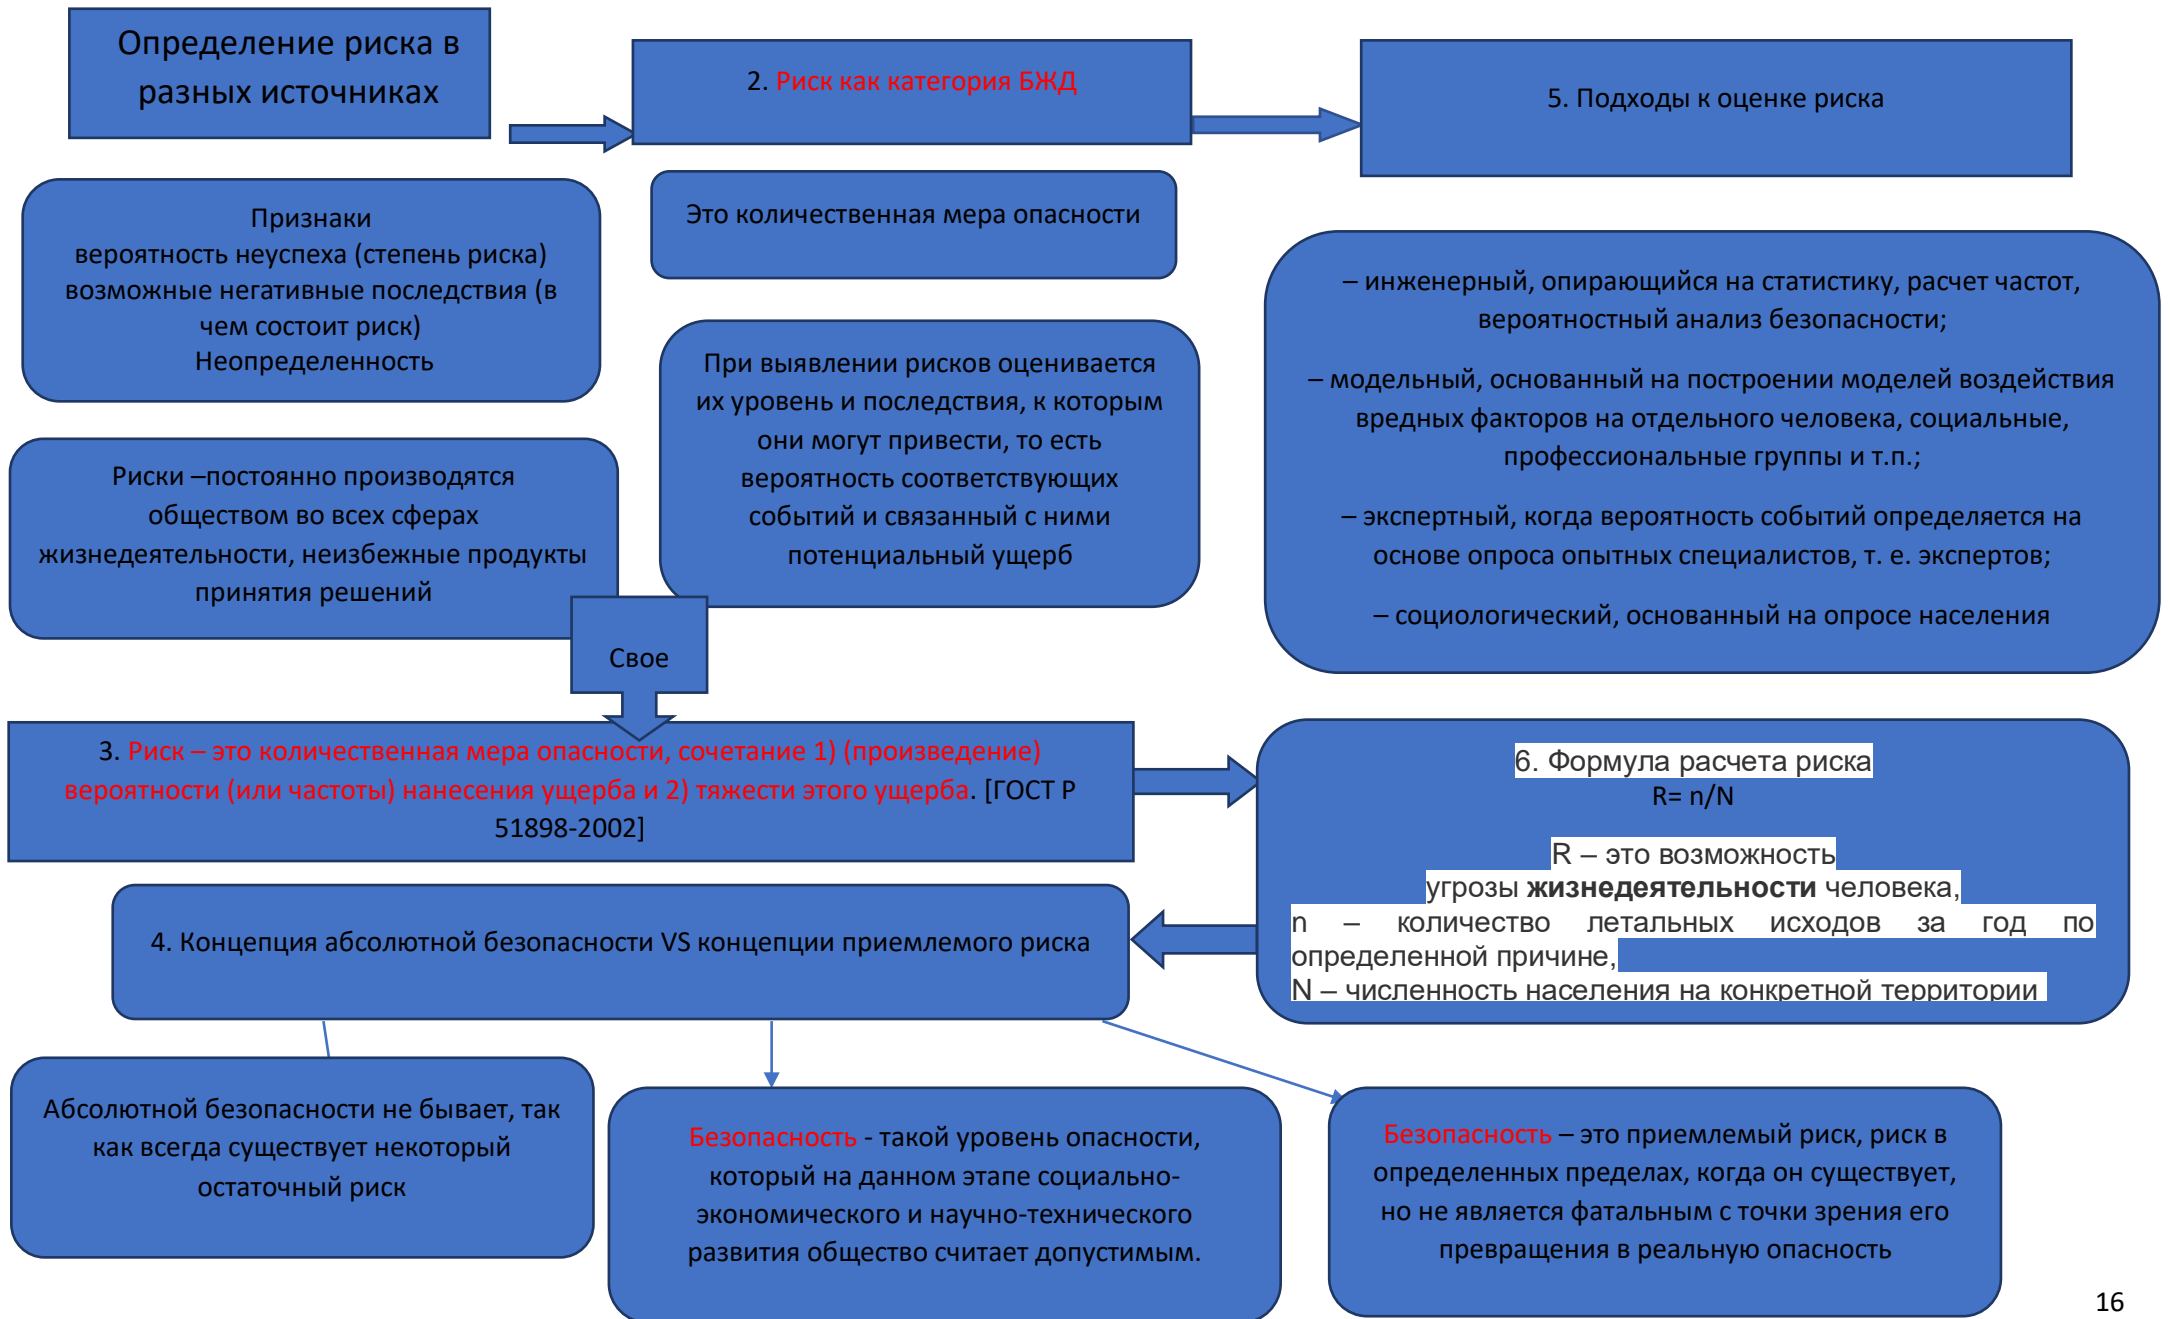 Определение риска в
разных источниках
2. Риск как категория БЖД
5. Подходы к оценке риска
Признаки
вероятность неуспеха (степень риска)
возможные негативные последствия (в
чем состоит риск)
Неопределенность
Это количественная мера опасности
– инженерный, опирающийся на статистику, расчет частот,
вероятностный анализ безопасности;
– модельный, основанный на построении моделей воздействия
вредных факторов на отдельного человека, социальные,
профессиональные группы и т.п.;
– экспертный, когда вероятность событий определяется на
основе опроса опытных специалистов, т. е. экспертов;
– социологический, основанный на опросе населения
При выявлении рисков оценивается
их уровень и последствия, к которым
они могут привести, то есть
вероятность соответствующих
событий и связанный с ними
потенциальный ущерб
Риски –постоянно производятся
обществом во всех сферах
жизнедеятельности, неизбежные продукты
принятия решений
Свое
3. Риск – это количественная мера опасности, сочетание 1) (произведение)
вероятности (или частоты) нанесения ущерба и 2) тяжести этого ущерба. [ГОСТ Р
51898-2002]
6. Формула расчета риска
R= n/N
R – это возможность
угрозы жизнедеятельности человека,
n – количество летальных исходов за год по
определенной причине,
N – численность населения на конкретной территории
4. Концепция абсолютной безопасности VS концепции приемлемого риска
Абсолютной безопасности не бывает, так
как всегда существует некоторый
остаточный риск
Безопасность - такой уровень опасности,
который на данном этапе социально-
экономического и научно-технического
развития общество считает допустимым.
Безопасность – это приемлемый риск, риск в
определенных пределах, когда он существует,
но не является фатальным с точки зрения его
превращения в реальную опасность
16